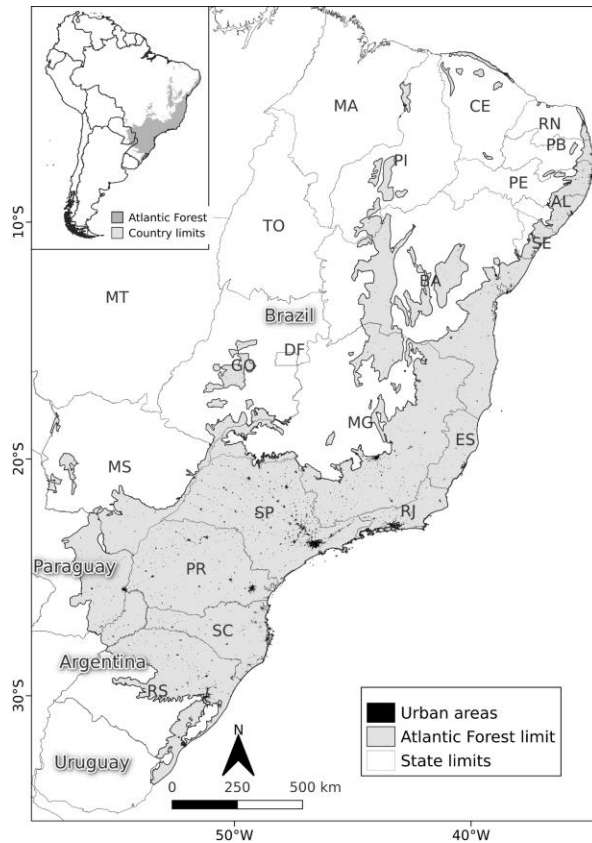 Atlantic Forest
Country limits
MA
CE
RN
PB
PI
PE
AL
SE
10°S
TO
BA
MT
Brazil
DF
GO
MG
ES
20°S
MS
SP
RJ
Paraguay
PR
SC
Argentina
RS
30°S
Uruguay
N
0 250 500 km
Urban areas
Atlantic Forest limit
State limits
50°W 40°W